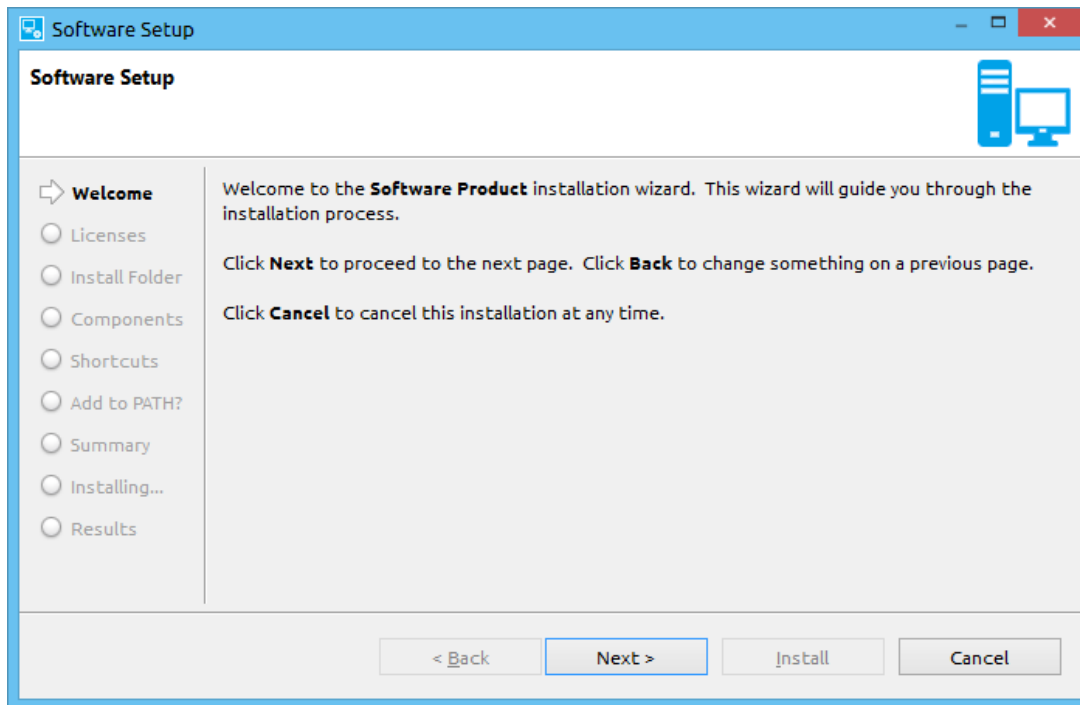 Software Setup
Software Setup
Welcome
Licenses
Install Folder
Components
Shortcuts
Add to PATH?
Summary
Installing...
Results
Welcome to the Software Product installation wizard.  This wizard will guide you through the
installation process.
Click Next to proceed to the next page.  Click Back to change something on a previous page.
Click Cancel to cancel this installation at any time.
< Back
Next >
Install
Cancel